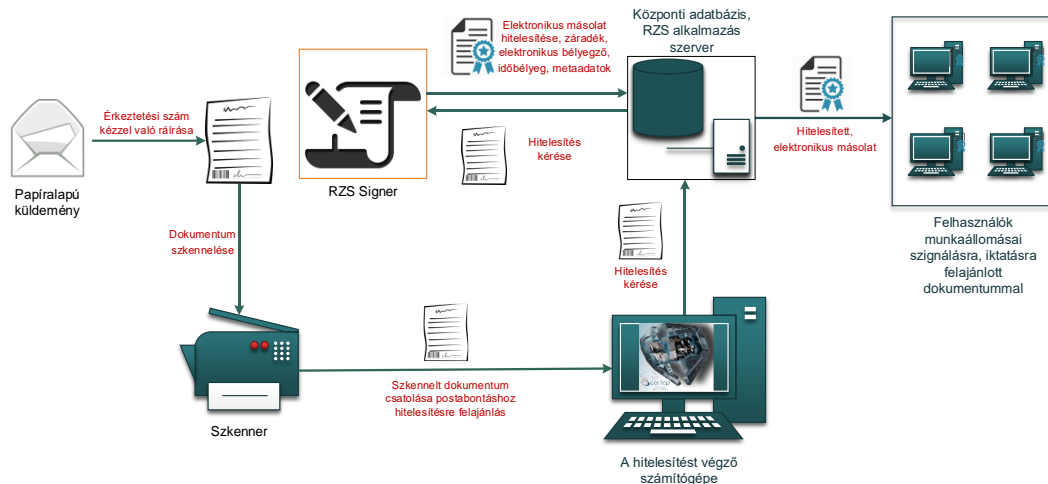 Elektronikus másolat
hitelesítése, záradék,
elektronikus bélyegző,
időbélyeg, metaadatok
Központi adatbázis,
RZS alkalmazás
szerver
Érkeztetési szám
kézzel való ráírása
Hitelesítés
kérése
Hitelesített,
elektronikus másolat
Papíralapú
küldemény
RZS Signer
Felhasználók
munkaállomásai
szignálásra, iktatásra
felajánlott
dokumentummal
Dokumentum
szkennelése
Hitelesítés
kérése
Szkennelt dokumentum
csatolása postabontáshoz
hitelesítésre felajánlás
Szkenner
A hitelesítést végző
számítógépe